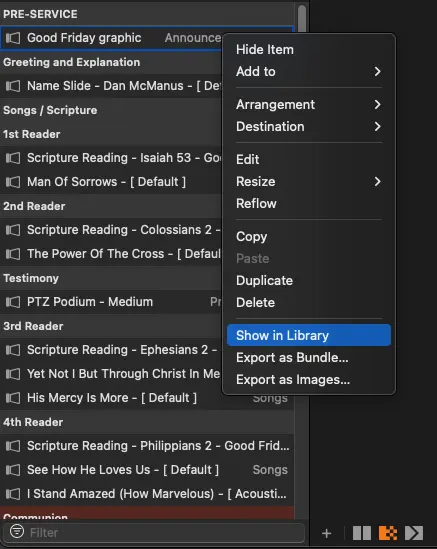 PRE-SERVICE
Good Friday graphic Announce
Greeting and Explanation
Name Slide - Dan McManus - [ Def
Songs / Scripture
1st Reader
Scripture Reading - Isaiah 53 - Go
Man Of Sorrows - [ Default ]
2nd Reader
Scripture Reading - Colossians 2 -
The Power Of The Cross - [ Default
Testimony
PTZ Podium - Medium Pr
3rd Reader
Scripture Reading - Ephesians 2 -
Yet Not I But Through Christ In Me
His Mercy Is More - [ Default ] Songs
4th Reader
Scripture Reading - Philippians 2 - Good Frid...
See How He Loves Us - [ Default ] Songs
I Stand Amazed (How Marvelous) - [ Acousti...
Communion
Filter
Hide Item
Add to
Arrangement
Destination
Edit
Resize
Reflow
Copy
Paste
Duplicate
Delete
Show in Library
Export as Bundle...
Export as Images...